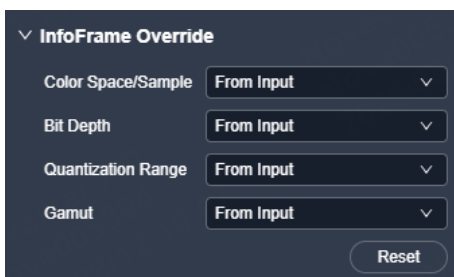 InfoFrame Override
Color Space/Sample From Input
Bit Depth From Input
Quantization Range From Input
Gamut From Input
Reset